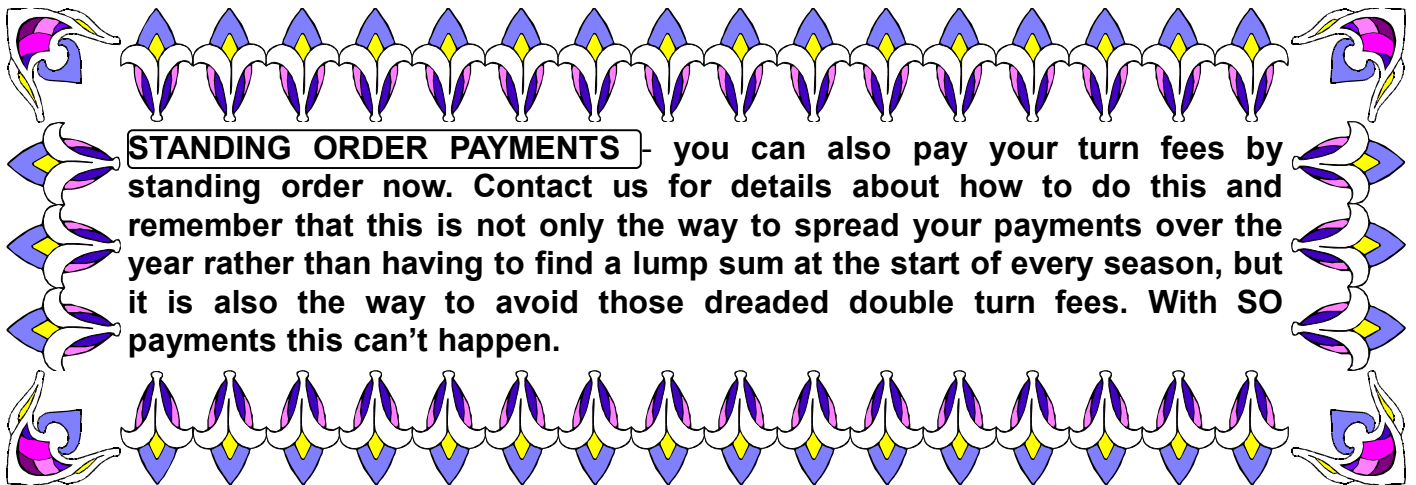 STANDING ORDER PAYMENTS - you can also pay your turn fees by
standing order now. Contact us for details about how to do this and
remember that this is not only the way to spread your payments over the
year rather than having to find a lump sum at the start of every season, but
it is also the way to avoid those dreaded double turn fees. With SO
payments this can’t happen.